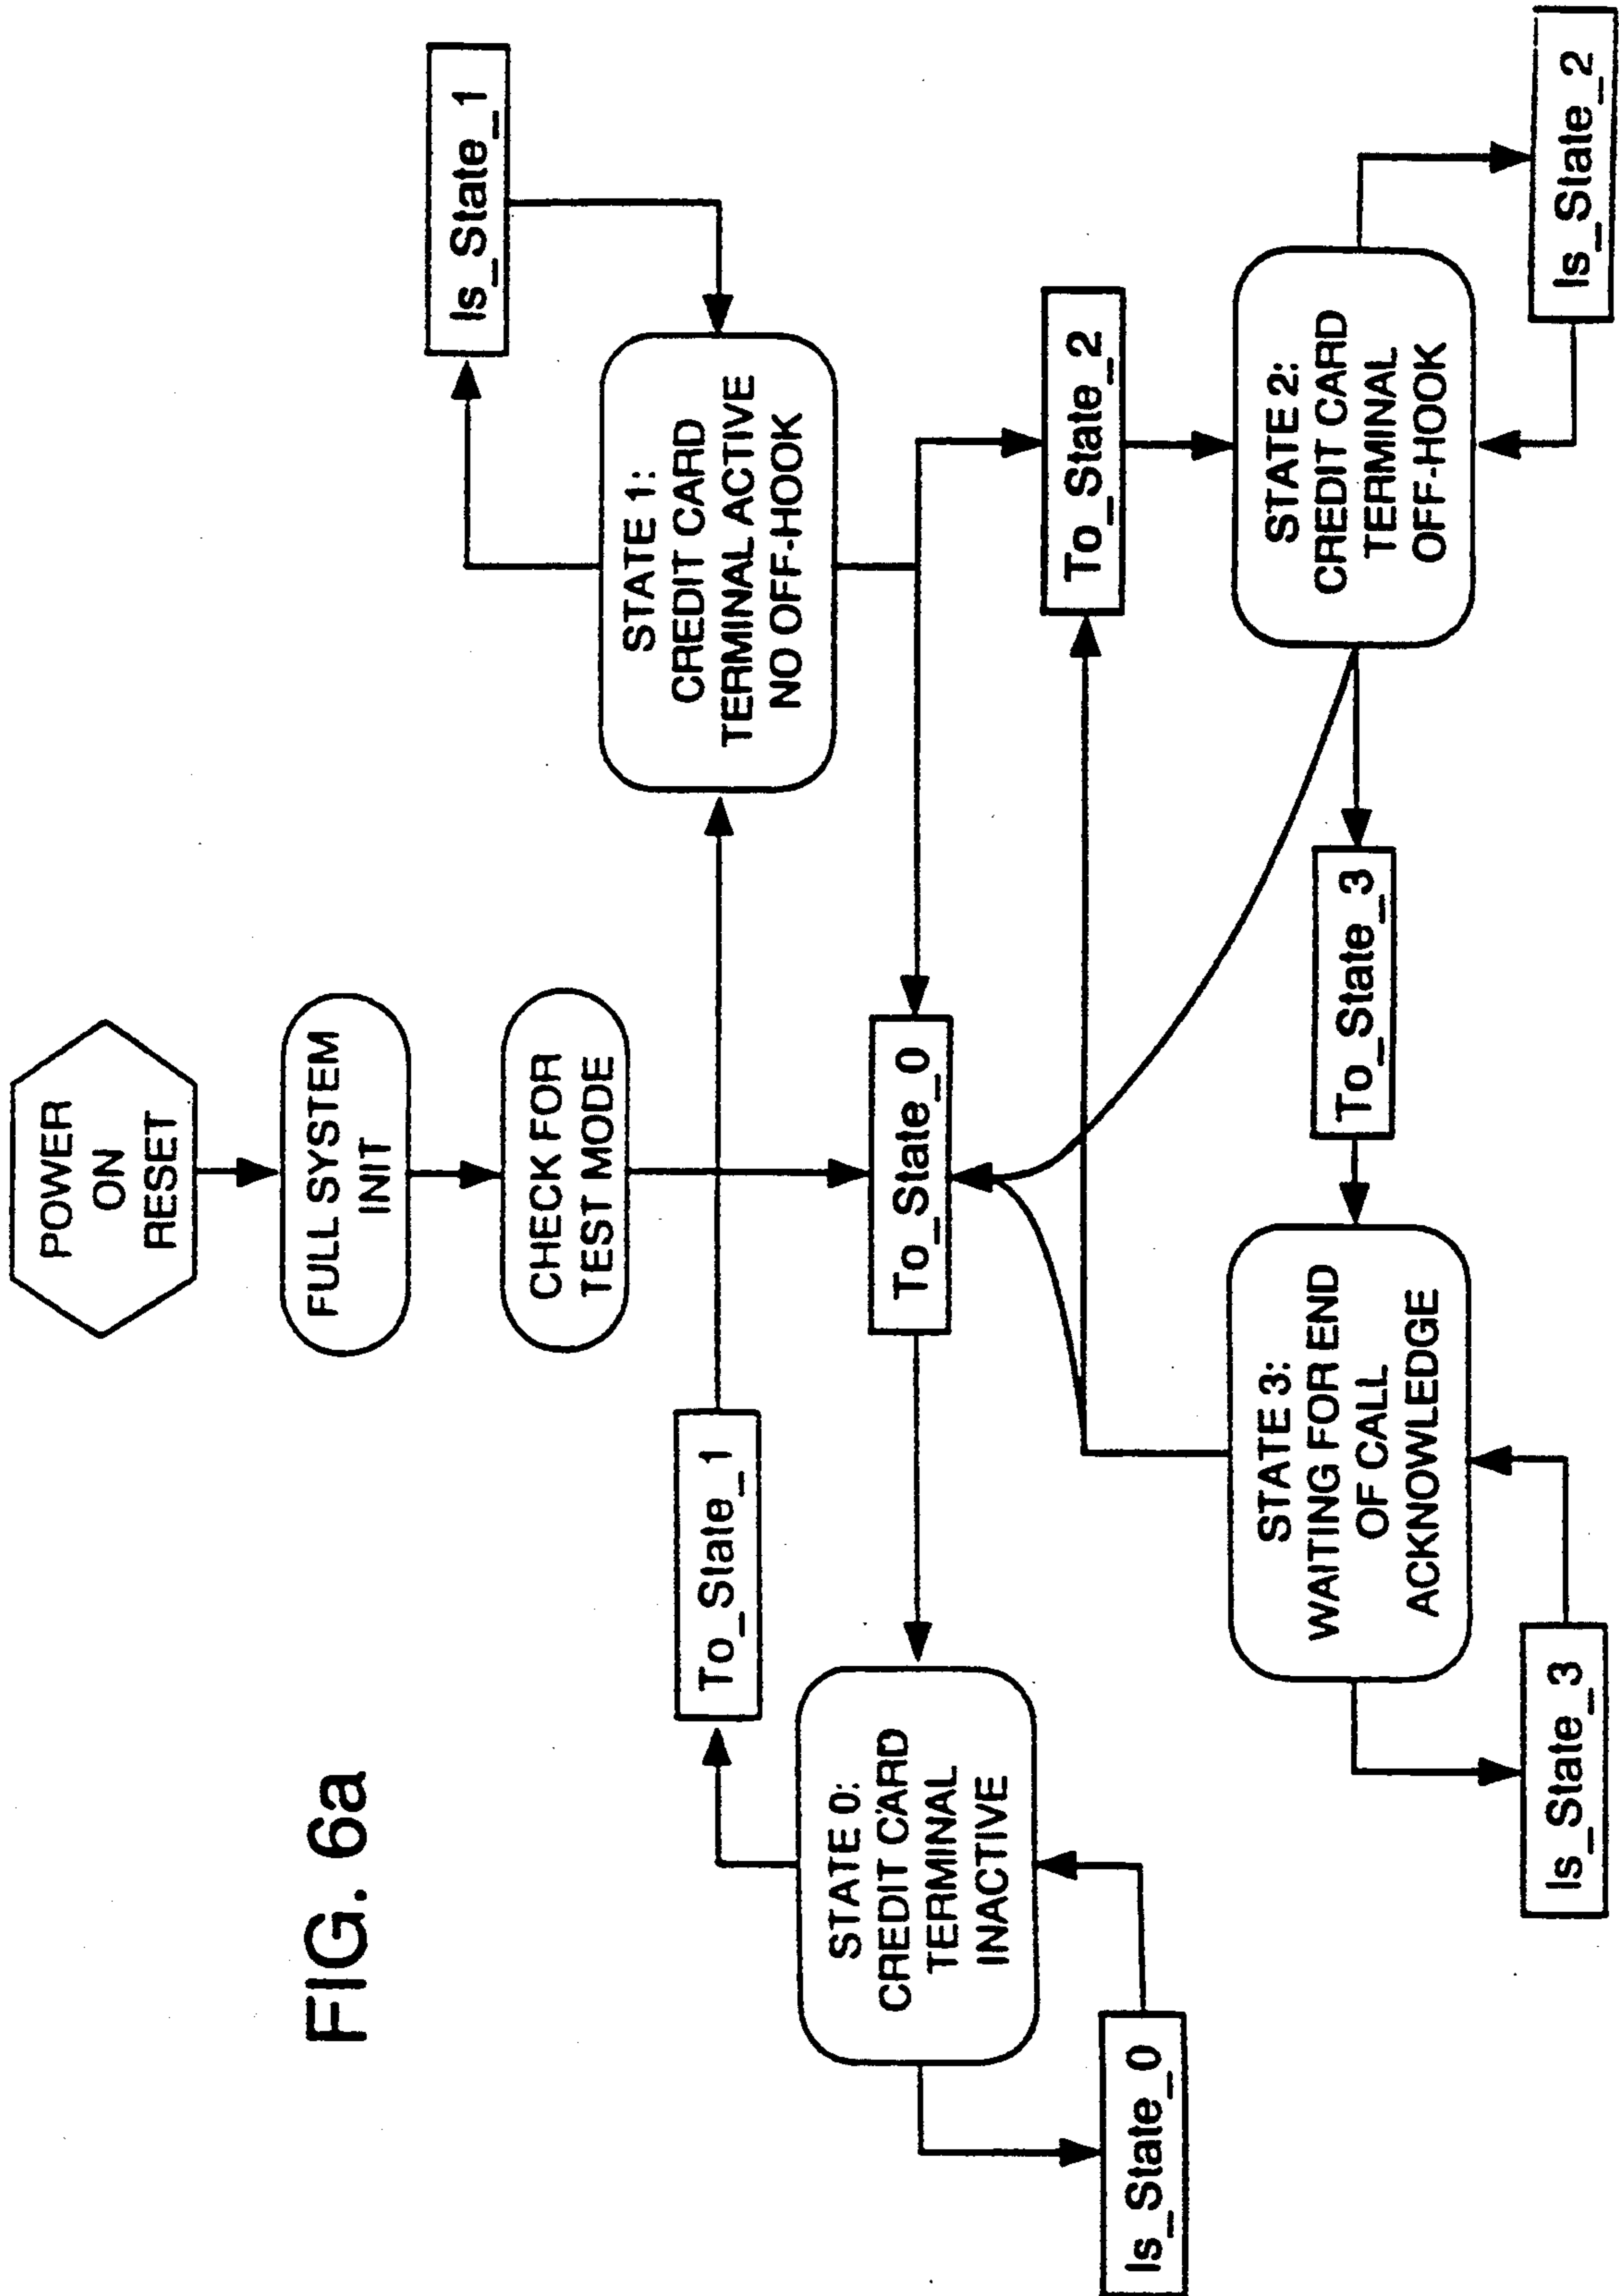 FIG. 6a
POWER
ON
RESET
FULL SYSTEM
INIT
CHECK FOR
TEST MODE
To_State_1
To_State_0
Is_State_1
STATE 1:
CREDIT CARD
TERMINAL ACTIVE
NO OFF-HOOK
STATE 0:
CREDIT CARD
TERMINAL
INACTIVE
Is_State_0
To_State_2
STATE 2:
CREDIT CARD
TERMINAL
OFF-HOOK
Is_State_2
To_State_3
STATE 3:
WAITING FOR END
OF CALL
ACKNOWLEDGE
Is_State_3